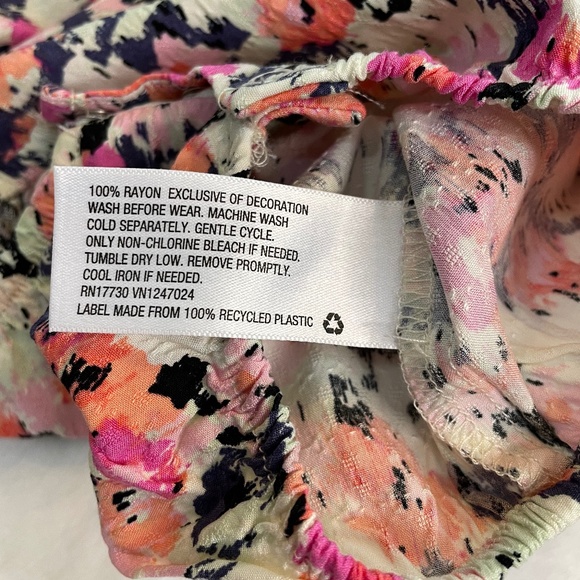 100% RAYON EXCLUSIVE OF DECORATION
WASH BEFORE WEAR. MACHINE WASH
COLD SEPARATELY. GENTLE CYCLE.
ONLY NON-CHLORINE BLEACH IF NEEDED.
TUMBLE DRY LOW. REMOVE PROMPTLY.
COOL IRON IF NEEDED.
RN17730 VN1247024
LABEL MADE FROM 100% RECYCLED PLASTIC